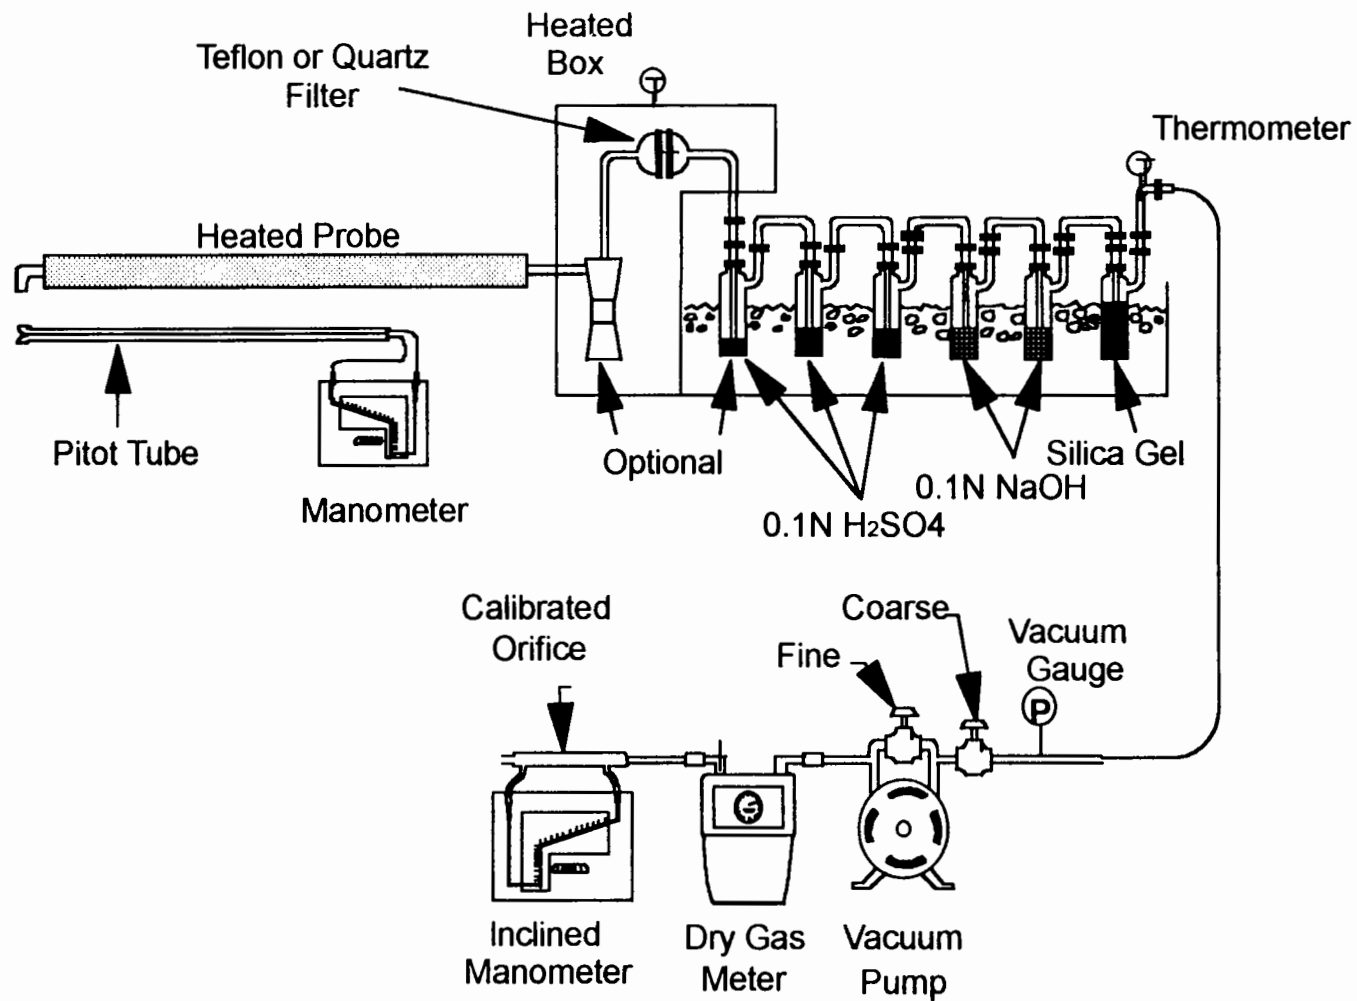 Heated
Box
Teflon or Quartz
Filter
T
Thermometer
T
Heated Probe
Pitot Tube
Manometer
Optional
Silica Gel
0.1N NaOH
0.1N H₂SO4
Calibrated
Orifice
Coarse
Fine
Vacuum
Gauge
P
Inclined
Manometer
Dry Gas
Meter
Vacuum
Pump